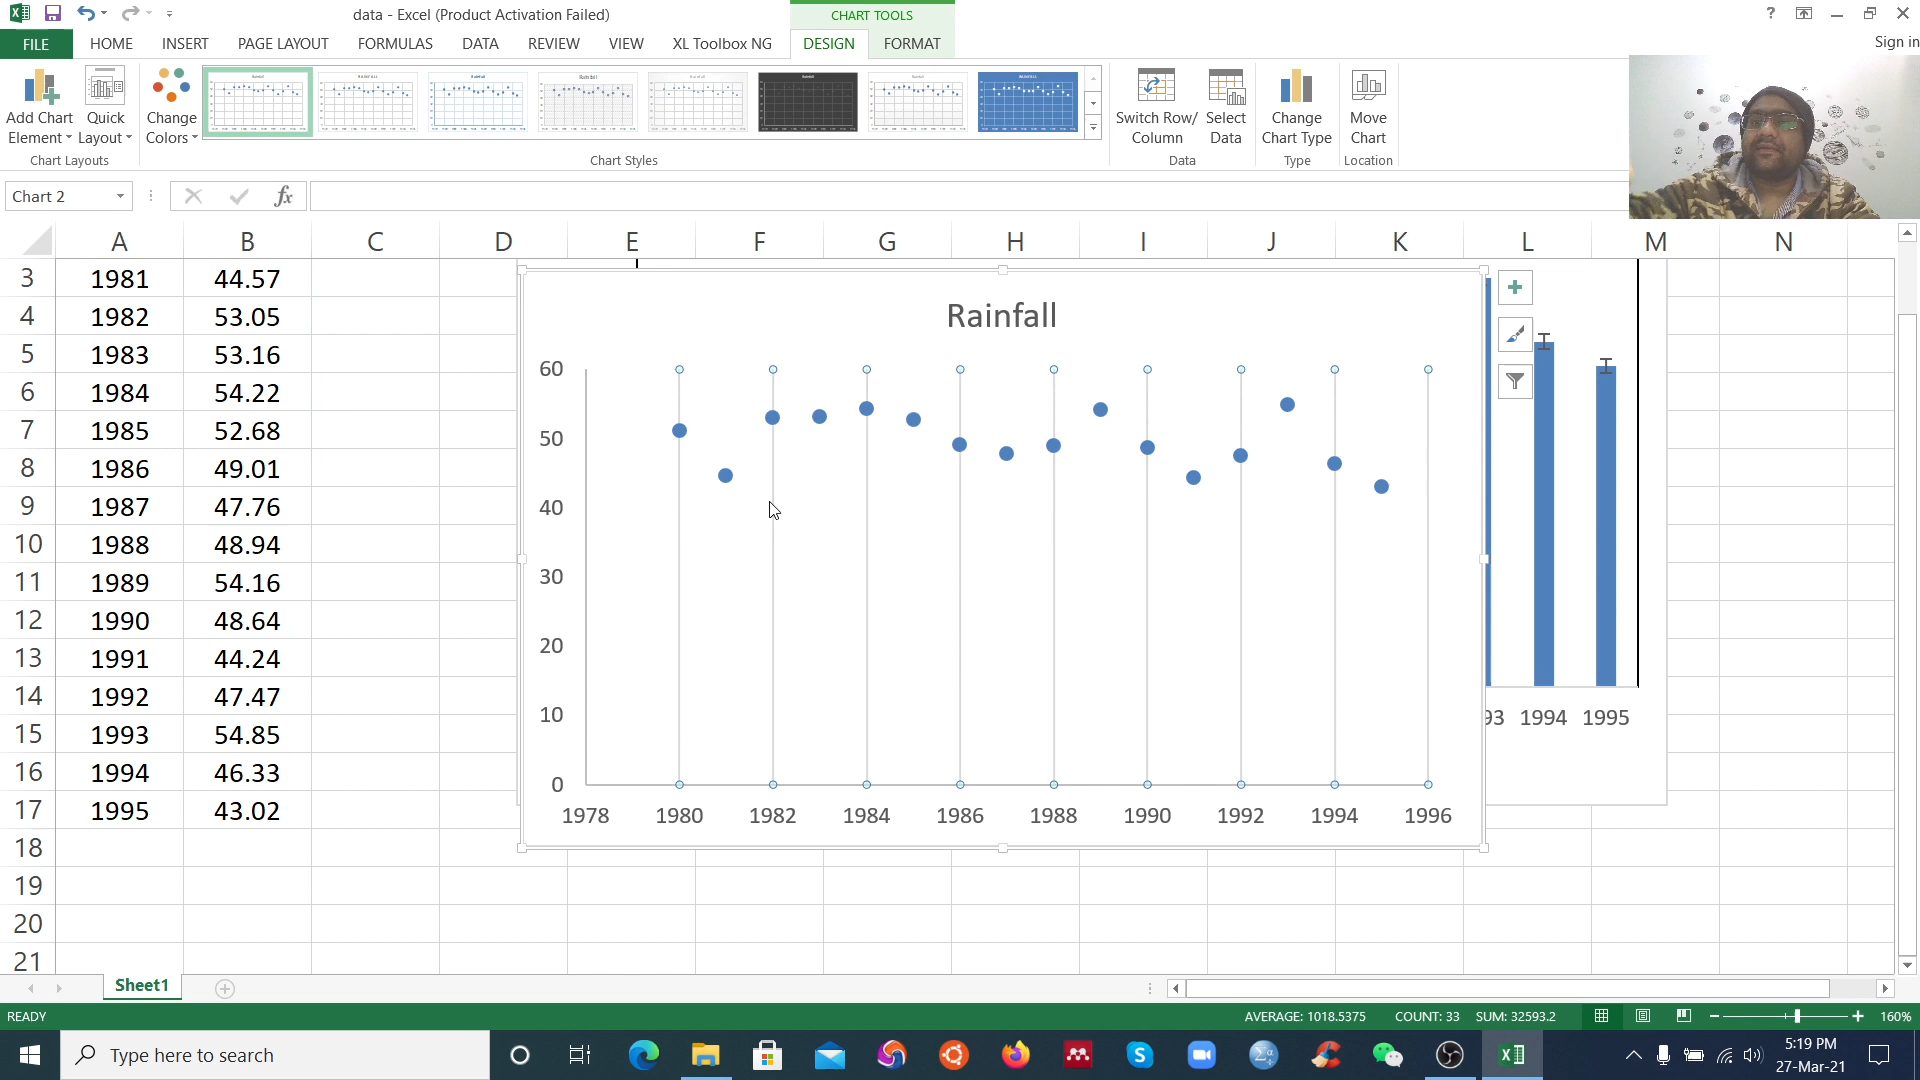 data - Excel (Product Activation Failed)
CHART TOOLS
Sign in
FILE HOME INSERT PAGE LAYOUT FORMULAS DATA REVIEW VIEW XL Toolbox NG DESIGN FORMAT
Add Chart Element
Quick Layout
Change Colors
Switch Row/ Column
Select Data
Change Chart Type
Move Chart
Chart Layouts Chart Styles Data Type Location
Chart 2 fx
A B C D E F G H I J K L M N
3 1981 44.57
4 1982 53.05
5 1983 53.16
6 1984 54.22
7 1985 52.68
8 1986 49.01
9 1987 47.76
10 1988 48.94
11 1989 54.16
12 1990 48.64
13 1991 44.24
14 1992 47.47
15 1993 54.85
16 1994 46.33
17 1995 43.02
18
19
20
21
Rainfall
60
50
40
30
20
10
0
1978 1980 1982 1984 1986 1988 1990 1992 1994 1996
93 1994 1995
Sheet1
READY AVERAGE: 1018.5375 COUNT: 33 SUM: 32593.2 160%
Type here to search
5:19 PM
27-Mar-21